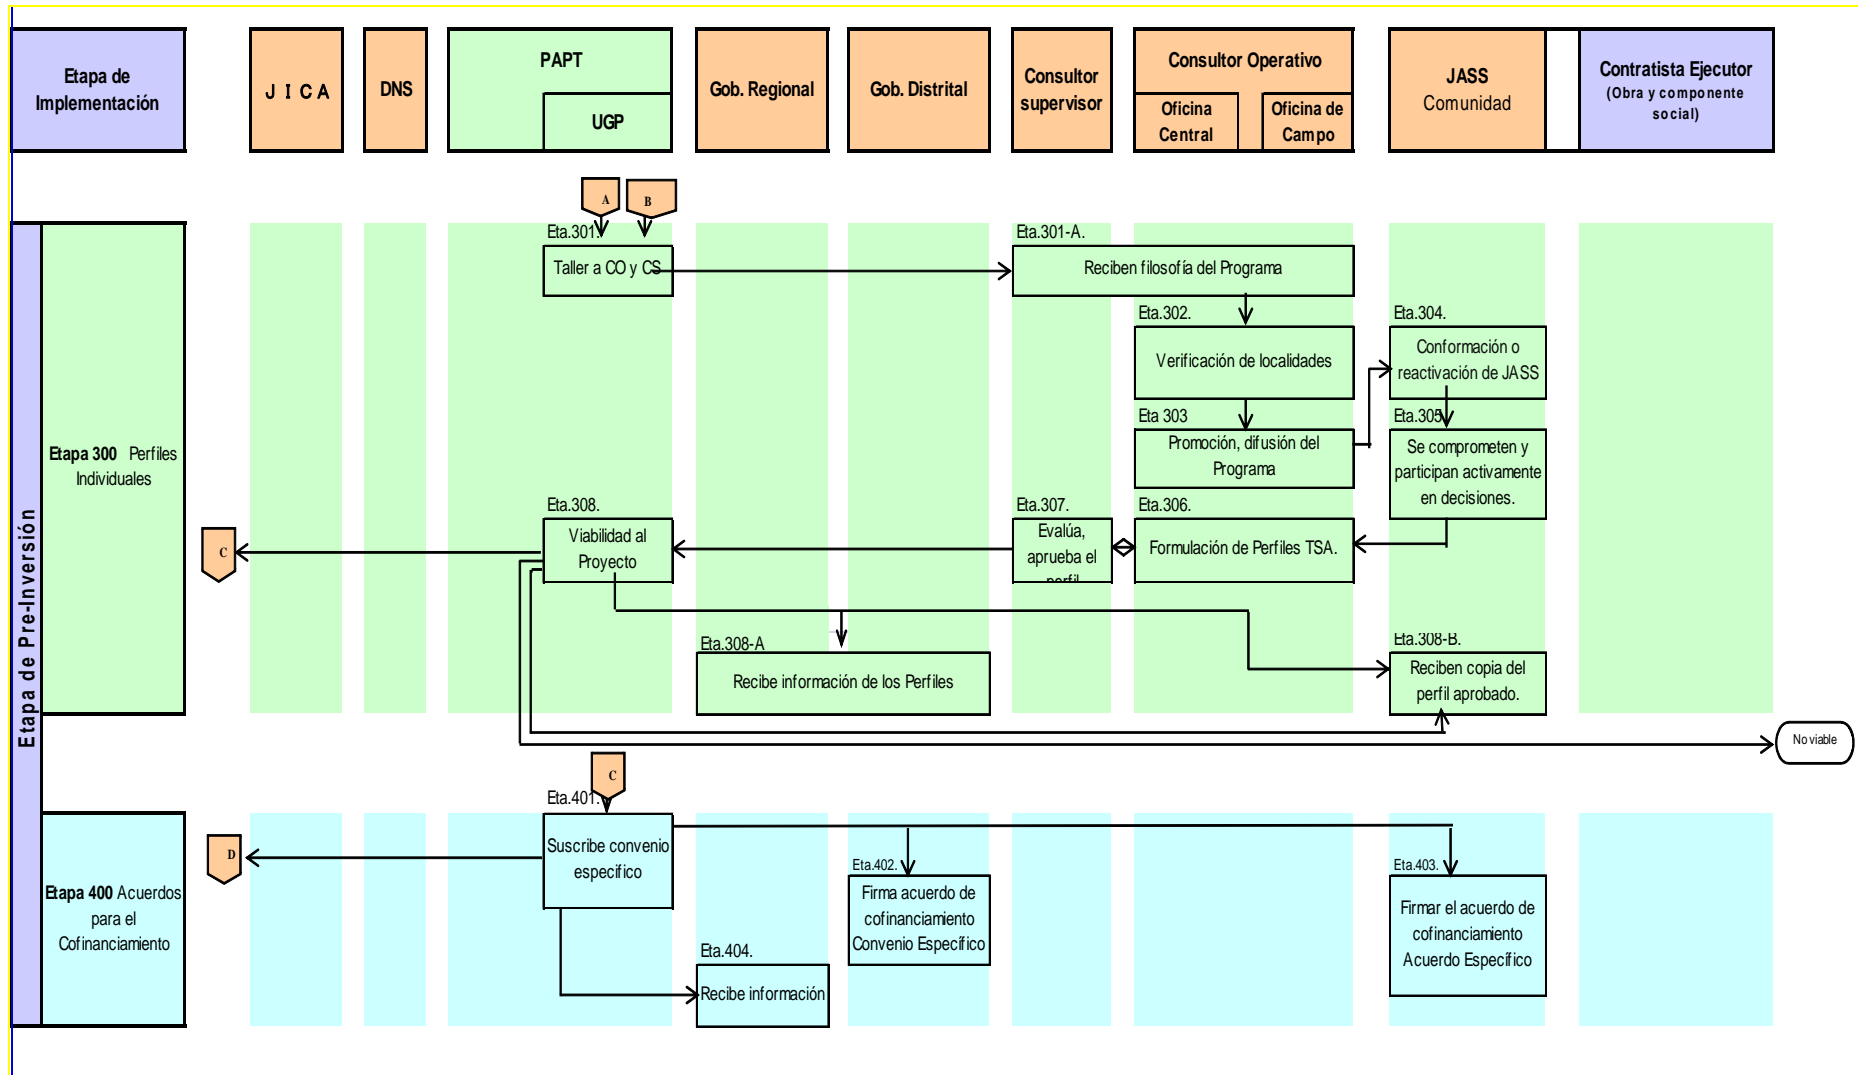 Etapa de
Implementación
J I C A
DNS
PAPT
UGP
Gob. Regional
Gob. Distrital
Consultor
supervisor
Consultor Operativo
Oficina
Central
Oficina de
Campo
JASS
Comunidad
Contratista Ejecutor
(Obra y componente
social)
A
B
Etapa de Pre-Inversión
Etapa 300 Perfiles
Individuales
Eta.301.
Taller a CO y CS
Eta.301-A.
Reciben filosofía del Programa
Eta.302.
Verificación de localidades
Eta.304.
Conformación o
reactivación de JASS
Eta 303
Promoción, difusión del
Programa
Eta.305
Se comprometen y
participan activamente
en decisiones.
Eta.308.
Viabilidad al
Proyecto
Eta.307.
Evalúa,
aprueba el
perfil
Eta.306.
Formulación de Perfiles TSA.
C
Eta.308-A
Recibe información de los Perfiles
Eta.308-B.
Reciben copia del
perfil aprobado.
No viable
C
Etapa 400 Acuerdos
para el
Cofinanciamiento
Eta.401.
Suscribe convenio
especifico
D
Eta.402.
Firma acuerdo de
cofinanciamiento
Convenio Específico
Eta.403.
Firmar el acuerdo de
cofinanciamiento
Acuerdo Específico
Eta.404.
Recibe información